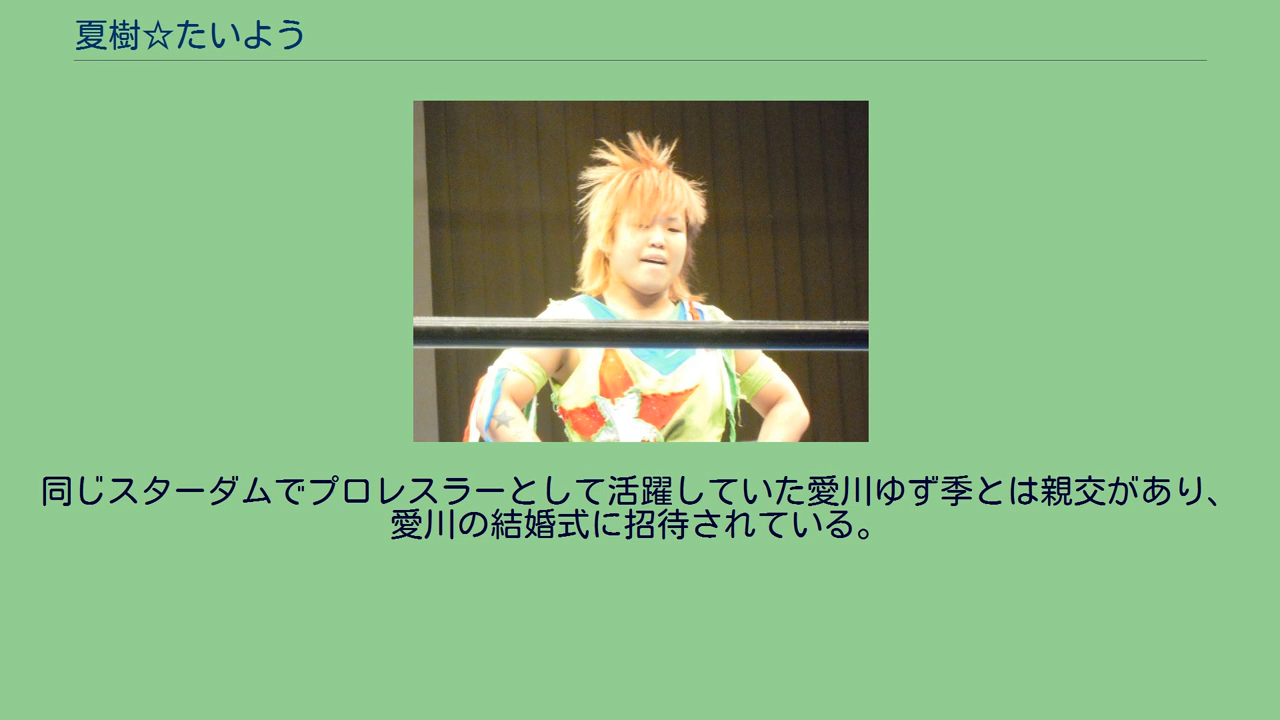 夏樹☆たいよう
同じスターダムでプロレスラーとして活躍していた愛川ゆず季とは親交があり、
愛川の結婚式に招待されている。